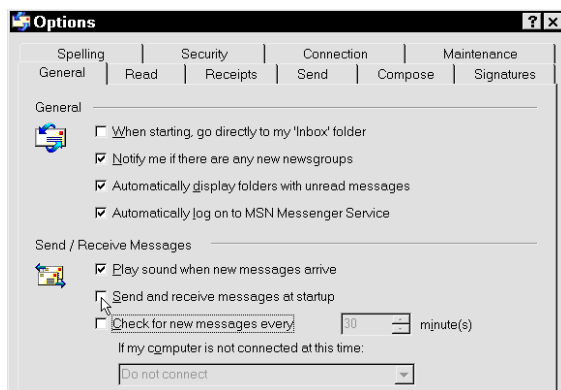 Options
Spelling Security Connection Maintenance
General Read Receipts Send Compose Signatures
General
When starting, go directly to my 'Inbox' folder
Notify me if there are any new newsgroups
Automatically display folders with unread messages
Automatically log on to MSN Messenger Service
Send / Receive Messages
Play sound when new messages arrive
Send and receive messages at startup
Check for new messages every 30 minute(s)
If my computer is not connected at this time:
Do not connect